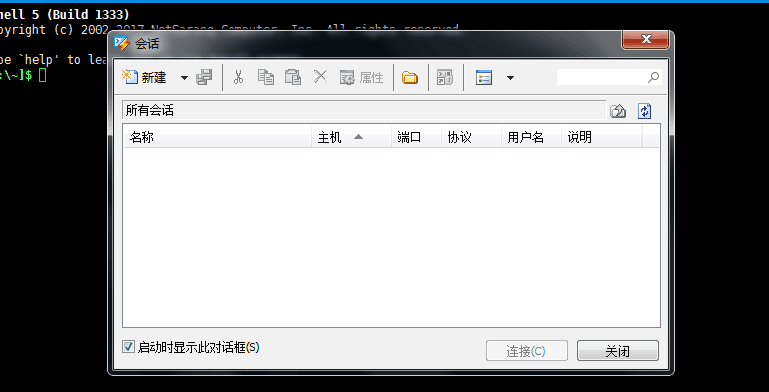 hell 5 (Build 1333)
pyright (c) 2002-2017 NetSarang Computer, Inc. All rights reserved.
pe `help' to lea
:\~]$
会话
新建 属性
所有会话
名称 主机 端口 协议 用户名 说明
启动时显示此对话框(S)
连接(C) 关闭